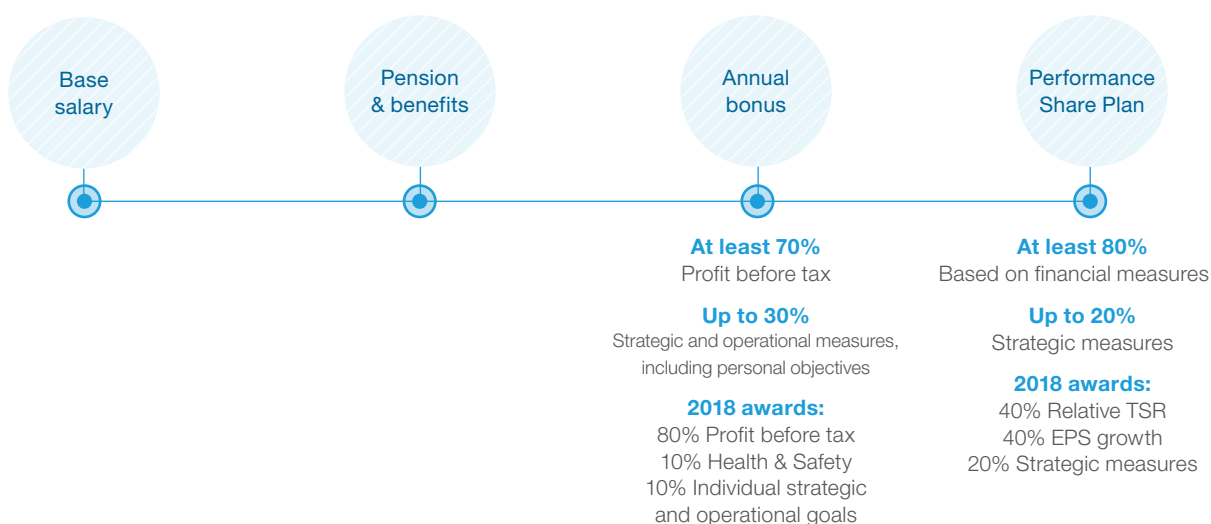 Base
salary
Pension
& benefits
Annual
bonus
Performance
Share Plan
At least 70%
Profit before tax
Up to 30%
Strategic and operational measures,
including personal objectives
2018 awards:
80% Profit before tax
10% Health & Safety
10% Individual strategic
and operational goals
At least 80%
Based on financial measures
Up to 20%
Strategic measures
2018 awards:
40% Relative TSR
40% EPS growth
20% Strategic measures